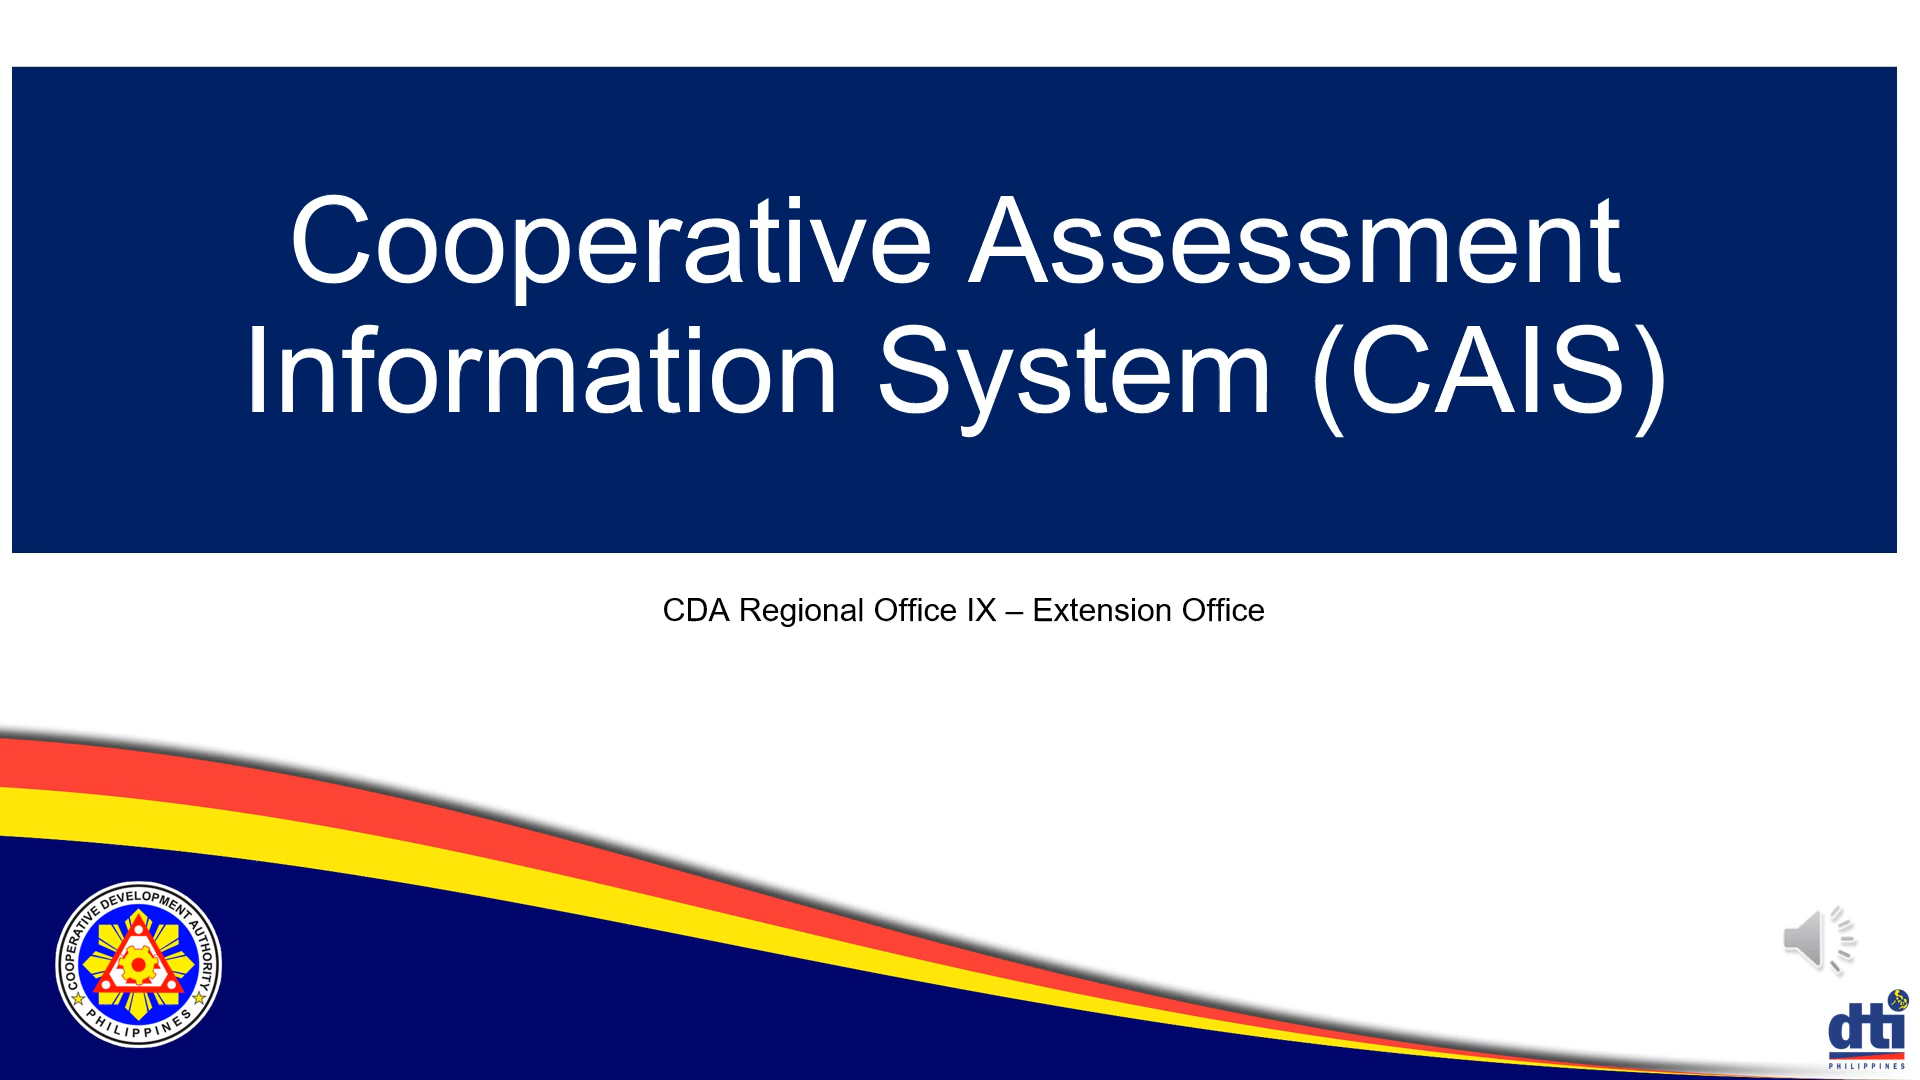 Cooperative Assessment
Information System (CAIS)
CDA Regional Office IX – Extension Office
COOPERATIVE DEVELOPMENT AUTHORITY
PHILIPPINES
dti
PHILIPPINES